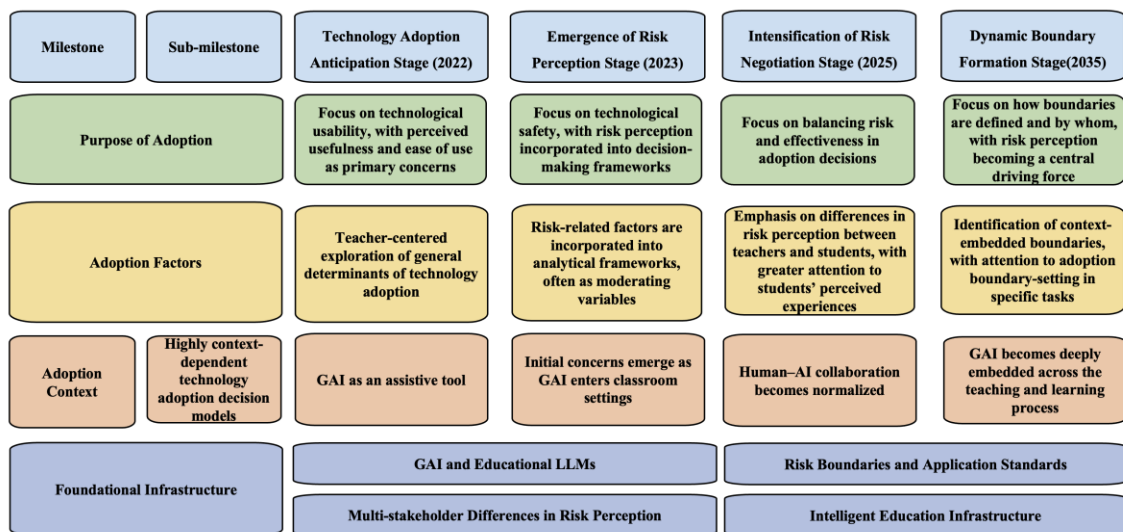 Milestone
Sub-milestone
Technology Adoption
Anticipation Stage (2022)
Emergence of Risk
Perception Stage (2023)
Intensification of Risk
Negotiation Stage (2025)
Dynamic Boundary
Formation Stage(2035)
Purpose of Adoption
Focus on technological
usability, with perceived
usefulness and ease of use
as primary concerns
Focus on technological
safety, with risk perception
incorporated into decision-
making frameworks
Focus on balancing risk
and effectiveness in
adoption decisions
Focus on how boundaries
are defined and by whom,
with risk perception
becoming a central
driving force
Adoption Factors
Teacher-centered
exploration of general
determinants of technology
adoption
Risk-related factors are
incorporated into
analytical frameworks,
often as moderating
variables
Emphasis on differences in
risk perception between
teachers and students, with
greater attention to
students’ perceived
experiences
Identification of context-
embedded boundaries,
with attention to adoption
boundary-setting in
specific tasks
Adoption
Context
Highly context-
dependent
technology
adoption decision
models
GAI as an assistive tool
Initial concerns emerge as
GAI enters classroom
settings
Human–AI collaboration
becomes normalized
GAI becomes deeply
embedded across the
teaching and learning
process
Foundational Infrastructure
GAI and Educational LLMs
Risk Boundaries and Application Standards
Multi-stakeholder Differences in Risk Perception
Intelligent Education Infrastructure